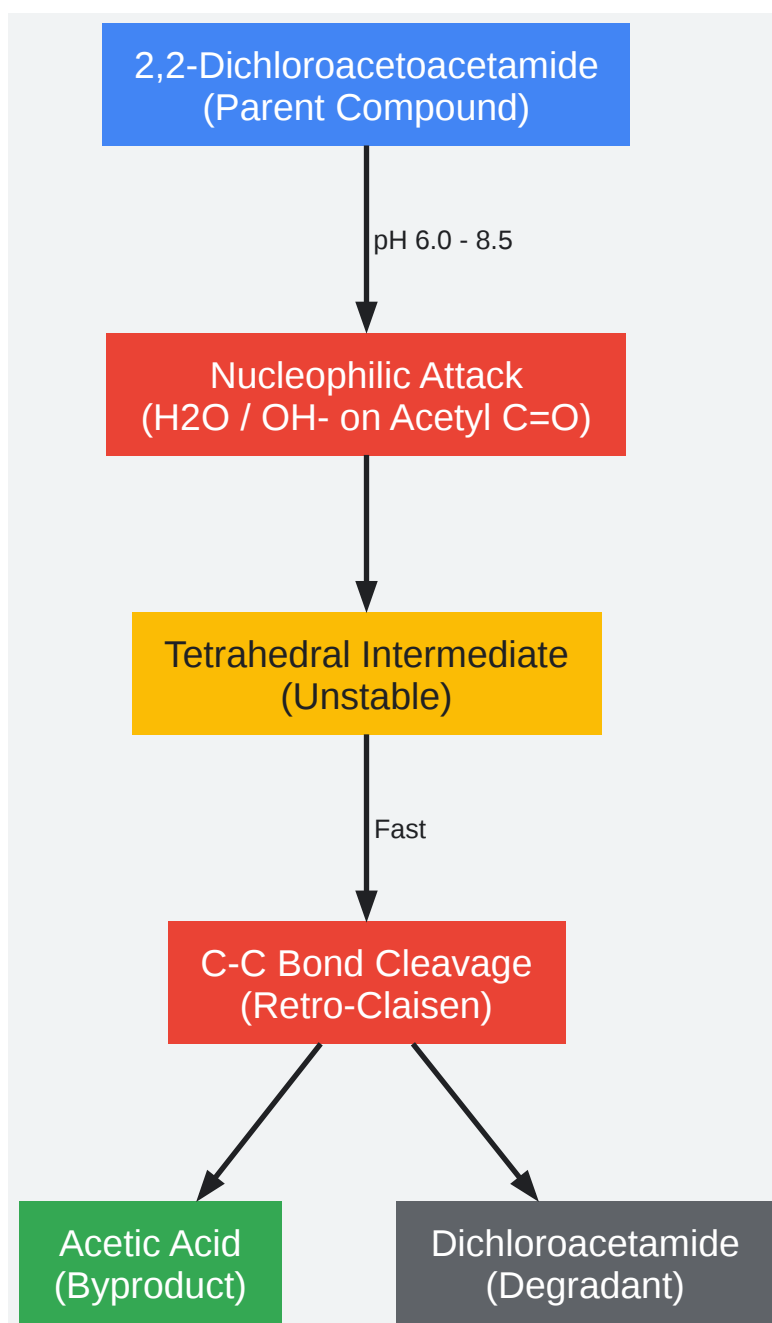 2,2-Dichloroacetoacetamide
(Parent Compound)
pH 6.0 - 8.5
Nucleophilic Attack
(H2O / OH- on Acetyl C=O)
Tetrahedral Intermediate
(Unstable)
Fast
C-C Bond Cleavage
(Retro-Claisen)
Acetic Acid
(Byproduct)
Dichloroacetamide
(Degradant)